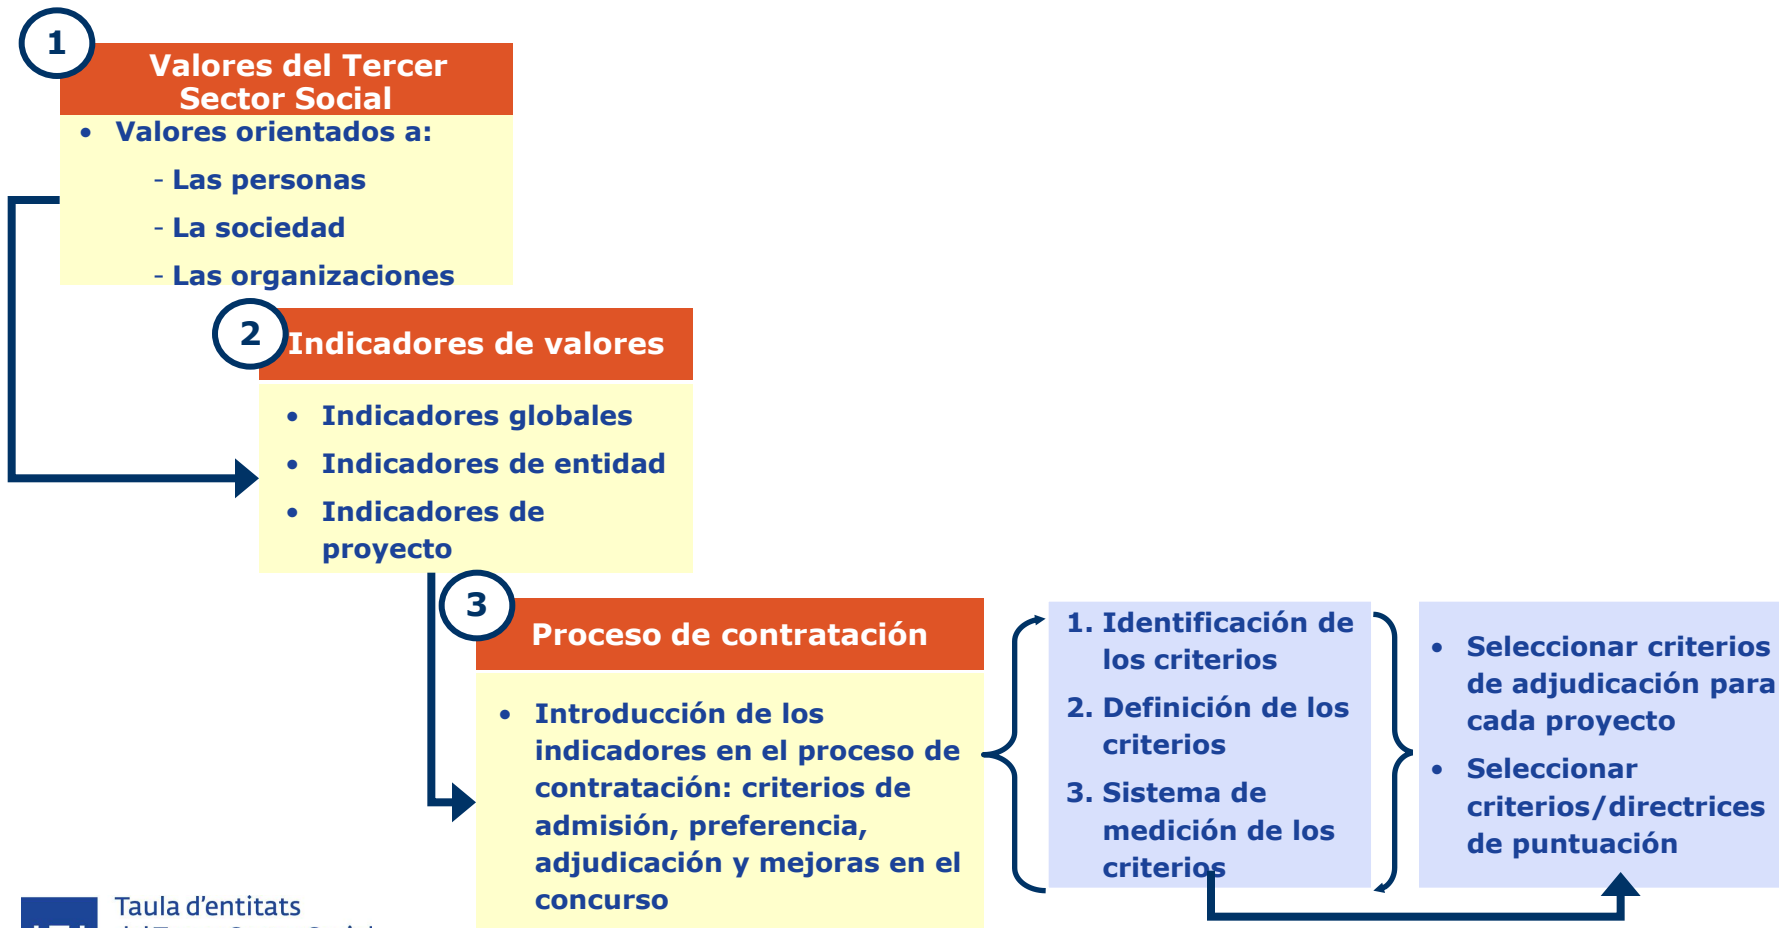 1
Valores del Tercer
Sector Social
• Valores orientados a:
- Las personas
- La sociedad
- Las organizaciones
2
Indicadores de valores
• Indicadores globales
• Indicadores de entidad
• Indicadores de
proyecto
3
Proceso de contratación
• Introducción de los
indicadores en el proceso de
contratación: criterios de
admisión, preferencia,
adjudicación y mejoras en el
concurso
1. Identificación de
los criterios
2. Definición de los
criterios
3. Sistema de
medición de los
criterios
• Seleccionar criterios
de adjudicación para
cada proyecto
• Seleccionar
criterios/directrices
de puntuación
Taula d'entitats